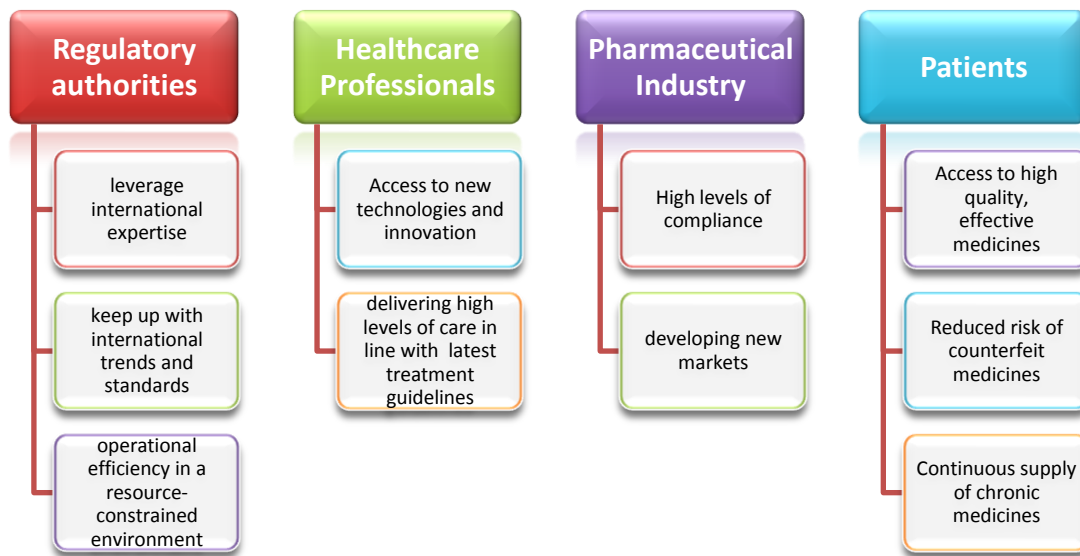 Regulatory
authorities
leverage
international
expertise
keep up with
international
trends and
standards
operational
efficiency in a
resource-
constrained
environment
Healthcare
Professionals
Access to new
technologies and
innovation
delivering high
levels of care in
line with latest
treatment
guidelines
Pharmaceutical
Industry
High levels of
compliance
developing new
markets
Patients
Access to high
quality,
effective
medicines
Reduced risk of
counterfeit
medicines
Continuous supply
of chronic
medicines